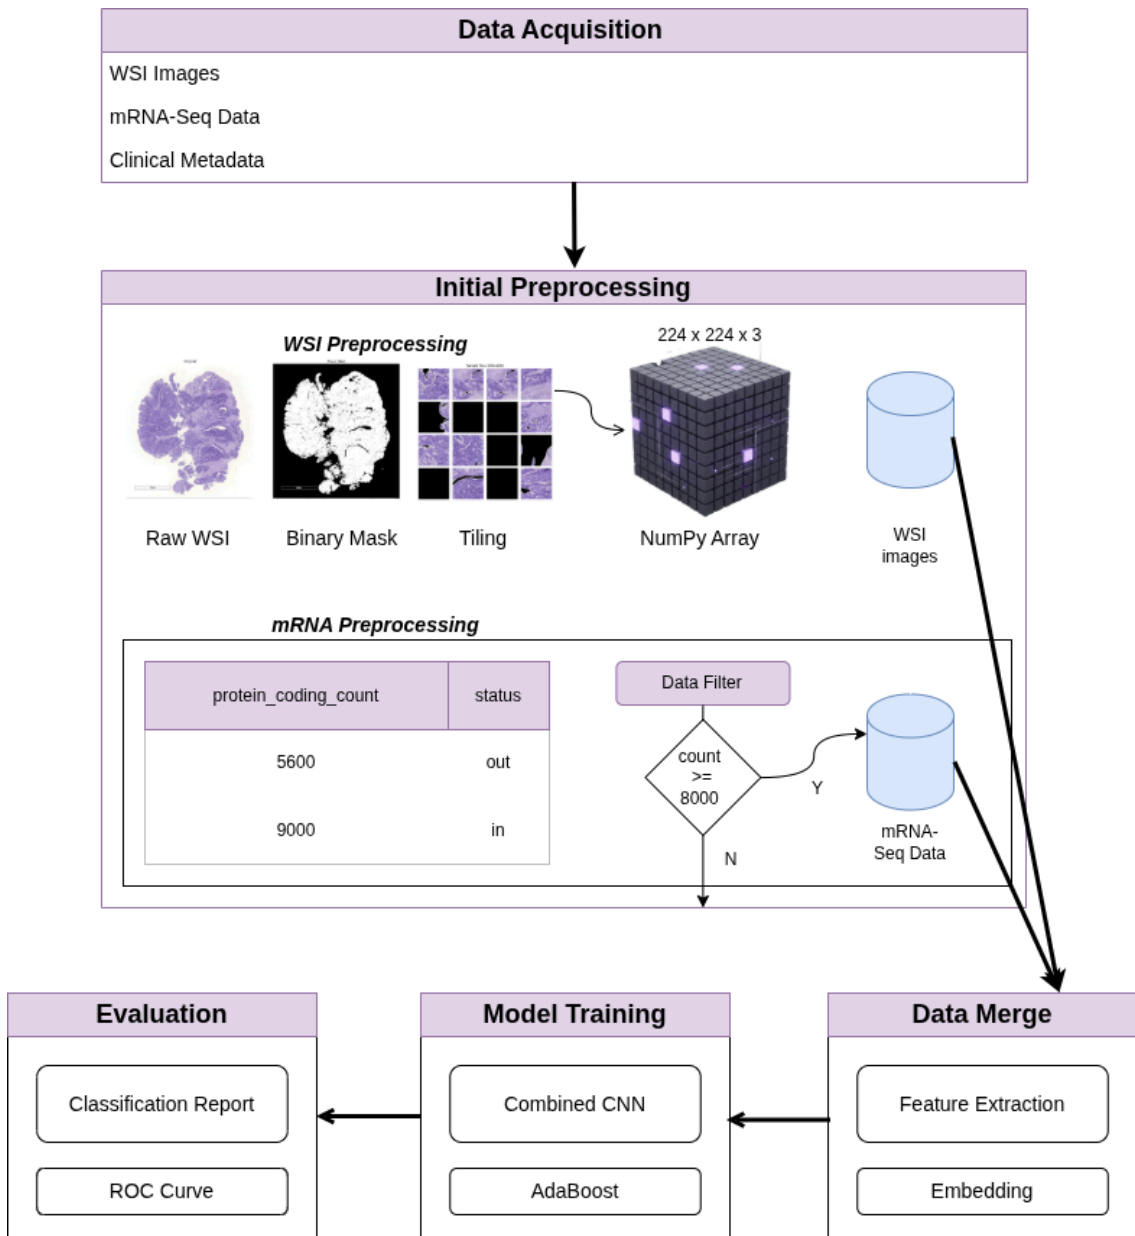 Data Acquisition
WSI Images
mRNA-Seq Data
Clinical Metadata
Initial Preprocessing
WSI Preprocessing
224 x 224 x 3
Raw WSI
Binary Mask
Tiling
NumPy Array
WSI
images
mRNA Preprocessing
protein_coding_count status
5600 out
9000 in
Data Filter
count
>=
8000
Y
N
mRNA-
Seq Data
Evaluation
Classification Report
ROC Curve
Model Training
Combined CNN
AdaBoost
Data Merge
Feature Extraction
Embedding